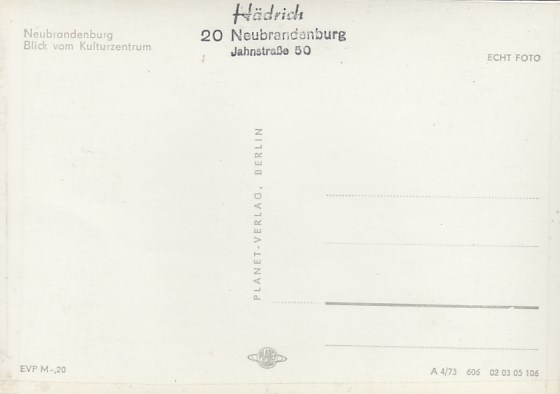 Hädrich
20 Neubrandenburg
Jahnstraße 50
Neubrandenburg
Blick vom Kulturzentrum
ECHT FOTO
PLANET-VERLAG, BERLIN
PLANET
EVP M-,20
A 4/73 606 02 03 05 106